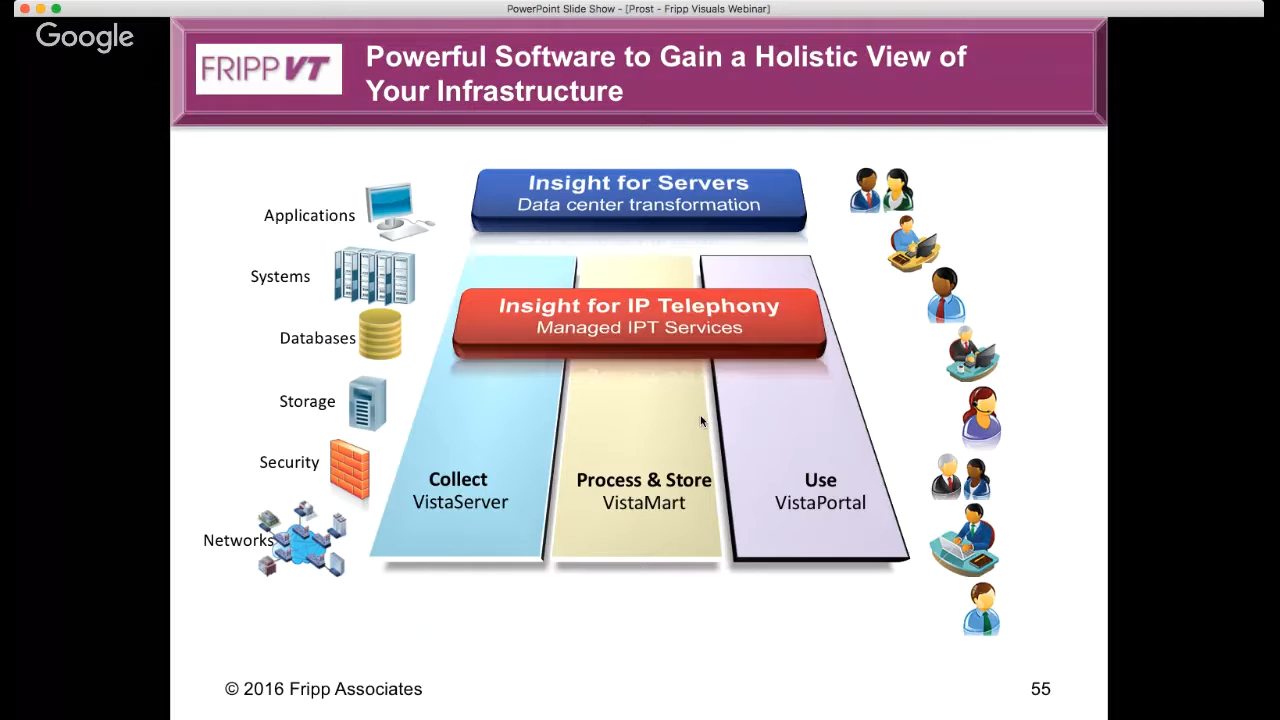 PowerPoint Slide Show - [Prost - Fripp Visuals Webinar]
Google
FRIPP VT
Powerful Software to Gain a Holistic View of
Your Infrastructure
Insight for Servers
Data center transformation
Applications
Systems
Insight for IP Telephony
Managed IPT Services
Databases
Storage
Security
Collect
VistaServer
Process & Store
VistaMart
Use
VistaPortal
Networks
© 2016 Fripp Associates
55